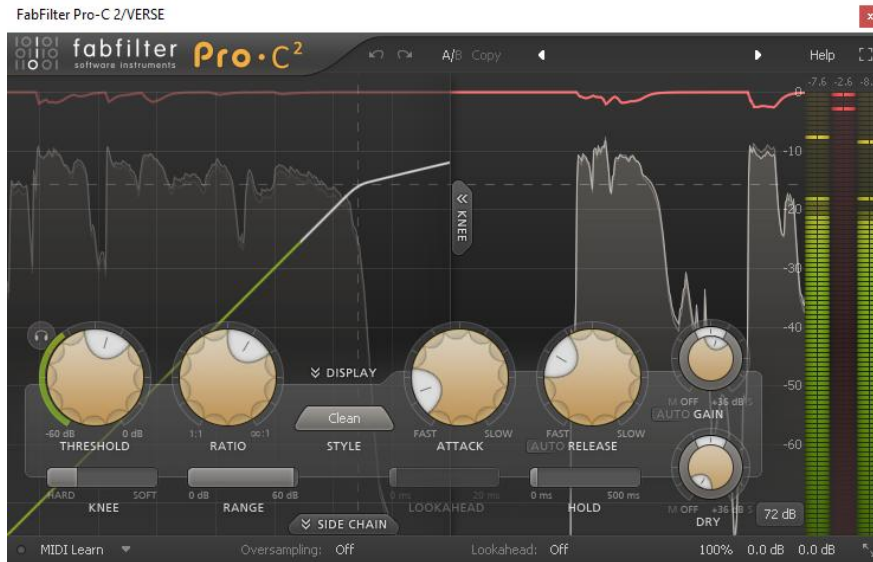 FabFilter Pro-C 2/VERSE
x
fabfilter
software instruments
Pro·C²
A/B Copy
Help
-7.6 -2.6 -8.
0
-10
-20
-30
-40
-50
-60
KNEE
DISPLAY
-60 dB 0 dB
THRESHOLD
1:1 ∞:1
RATIO
Clean
STYLE
FAST SLOW
ATTACK
FAST SLOW
AUTO RELEASE
M OFF +36 dB S
AUTO GAIN
HARD SOFT
KNEE
0 dB 60 dB
RANGE
0 ms 20 ms
LOOKAHEAD
0 ms 500 ms
HOLD
M OFF +36 dB S
DRY
72 dB
SIDE CHAIN
MIDI Learn
Oversampling: Off
Lookahead: Off
100% 0.0 dB 0.0 dB